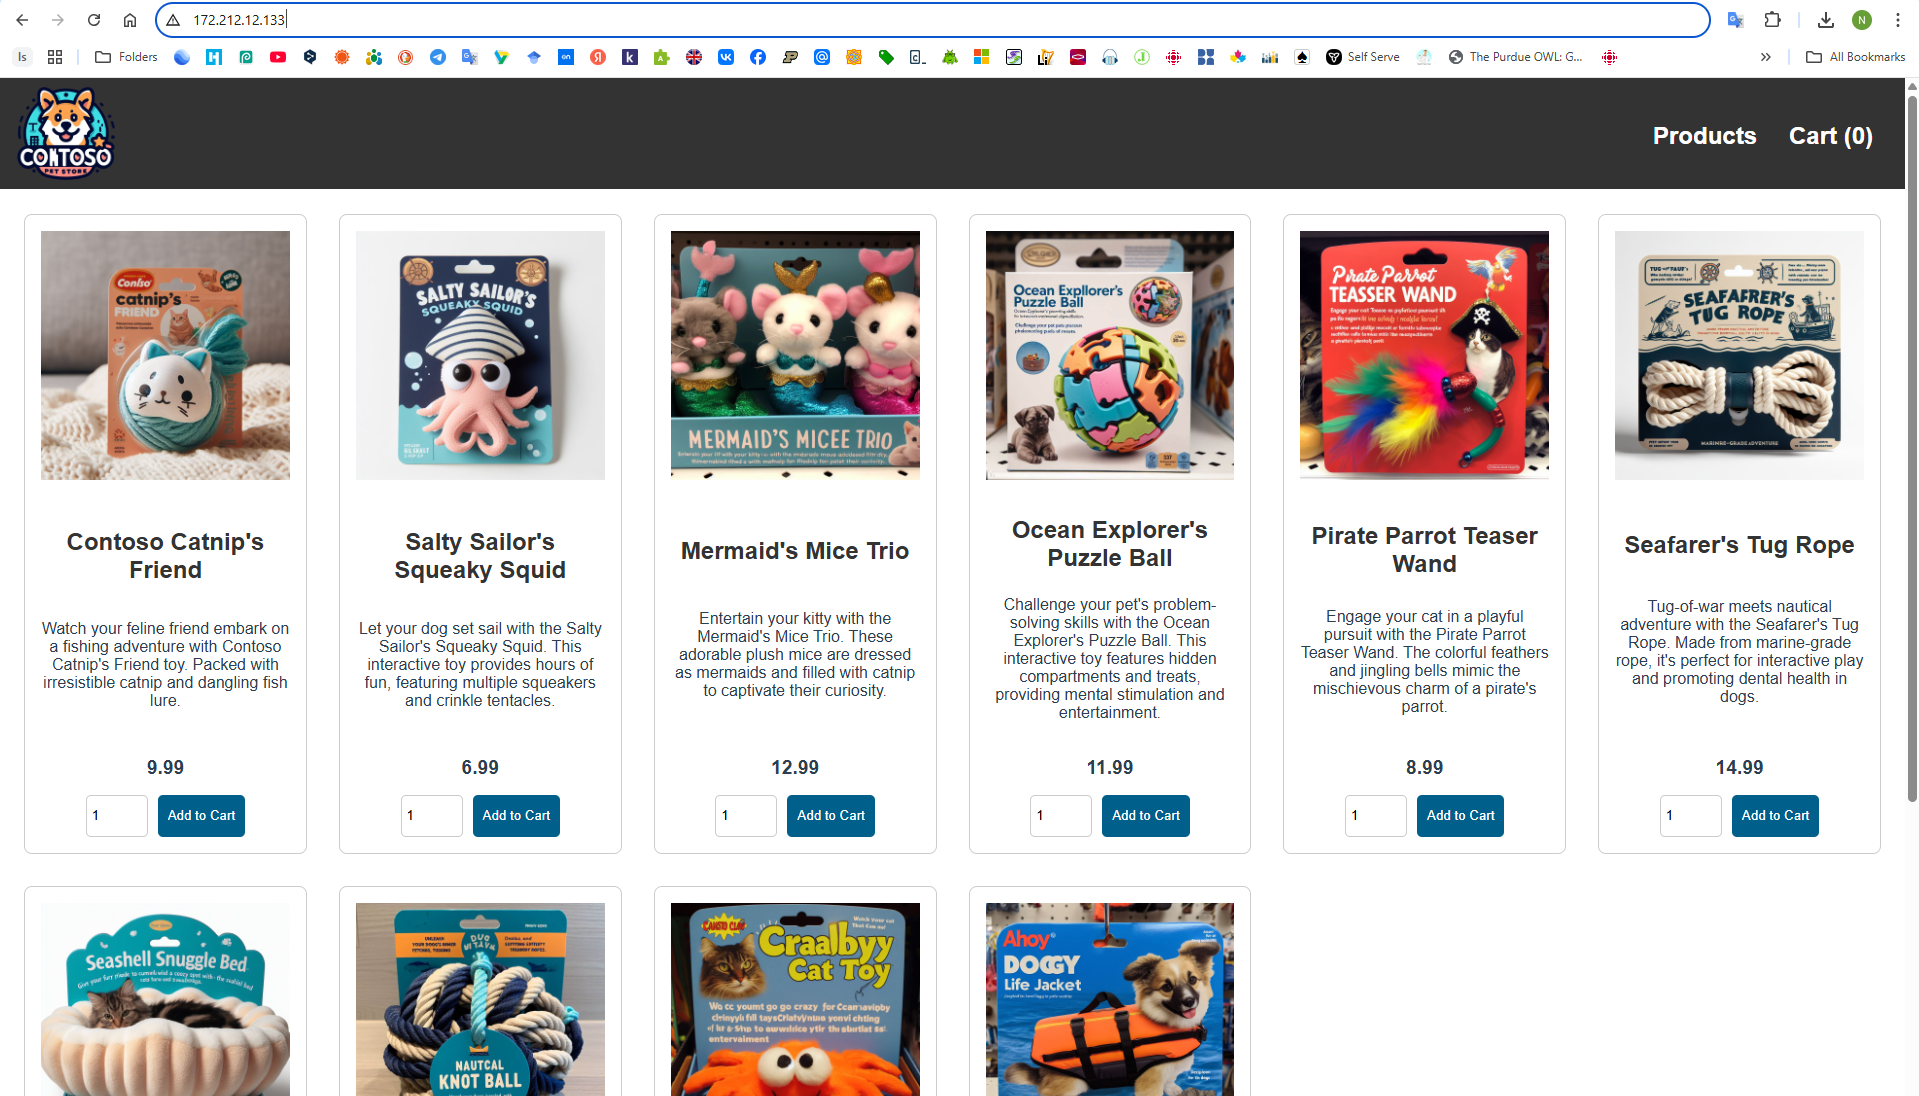 172.212.12.133
N
ls
Folders
Self Serve
The Purdue OWL: G...
All Bookmarks
CONTOSO
PET STORE
Products
Cart (0)
Conlso
catnip's
FRIEND
SALTY SAILOR'S
SQUEAKY SQUID
MERMAID'S MICEE TRIO
Ocean Expllorer's
Puzzle Ball
Pirate Parrot
TEASSER WAND
SEAFAFRER'S
TUG ROPE
Contoso Catnip's
Friend
Salty Sailor's
Squeaky Squid
Mermaid's Mice Trio
Ocean Explorer's
Puzzle Ball
Pirate Parrot Teaser
Wand
Seafarer's Tug Rope
Watch your feline friend embark on
a fishing adventure with Contoso
Catnip's Friend toy. Packed with
irresistible catnip and dangling fish
lure.
Let your dog set sail with the Salty
Sailor's Squeaky Squid. This
interactive toy provides hours of
fun, featuring multiple squeakers
and crinkle tentacles.
Entertain your kitty with the
Mermaid's Mice Trio. These
adorable plush mice are dressed
as mermaids and filled with catnip
to captivate their curiosity.
Challenge your pet's problem-
solving skills with the Ocean
Explorer's Puzzle Ball. This
interactive toy features hidden
compartments and treats,
providing mental stimulation and
entertainment.
Engage your cat in a playful
pursuit with the Pirate Parrot
Teaser Wand. The colorful feathers
and jingling bells mimic the
mischievous charm of a pirate's
parrot.
Tug-of-war meets nautical
adventure with the Seafarer's Tug
Rope. Made from marine-grade
rope, it's perfect for interactive play
and promoting dental health in
dogs.
9.99
6.99
12.99
11.99
8.99
14.99
1 Add to Cart
1 Add to Cart
1 Add to Cart
1 Add to Cart
1 Add to Cart
1 Add to Cart
Seashell Snuggle Bed
NAUTCAL
KNOT BALL
Craalbyy
Cat Toy
Ahoy
DOGGY
Life Jacket